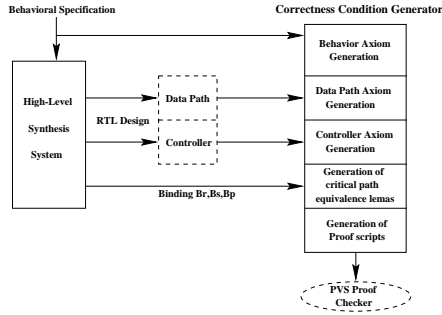 Behavioral Specification
Correctness Condition Generator
Behavior Axiom
Generation
High-Level
Synthesis
System
RTL Design
Data Path
Controller
Data Path Axiom
Generation
Controller Axiom
Generation
Generation of
critical path
equivalence lemas
Binding Br,Bs,Bp
Generation of
Proof scripts
PVS Proof
Checker